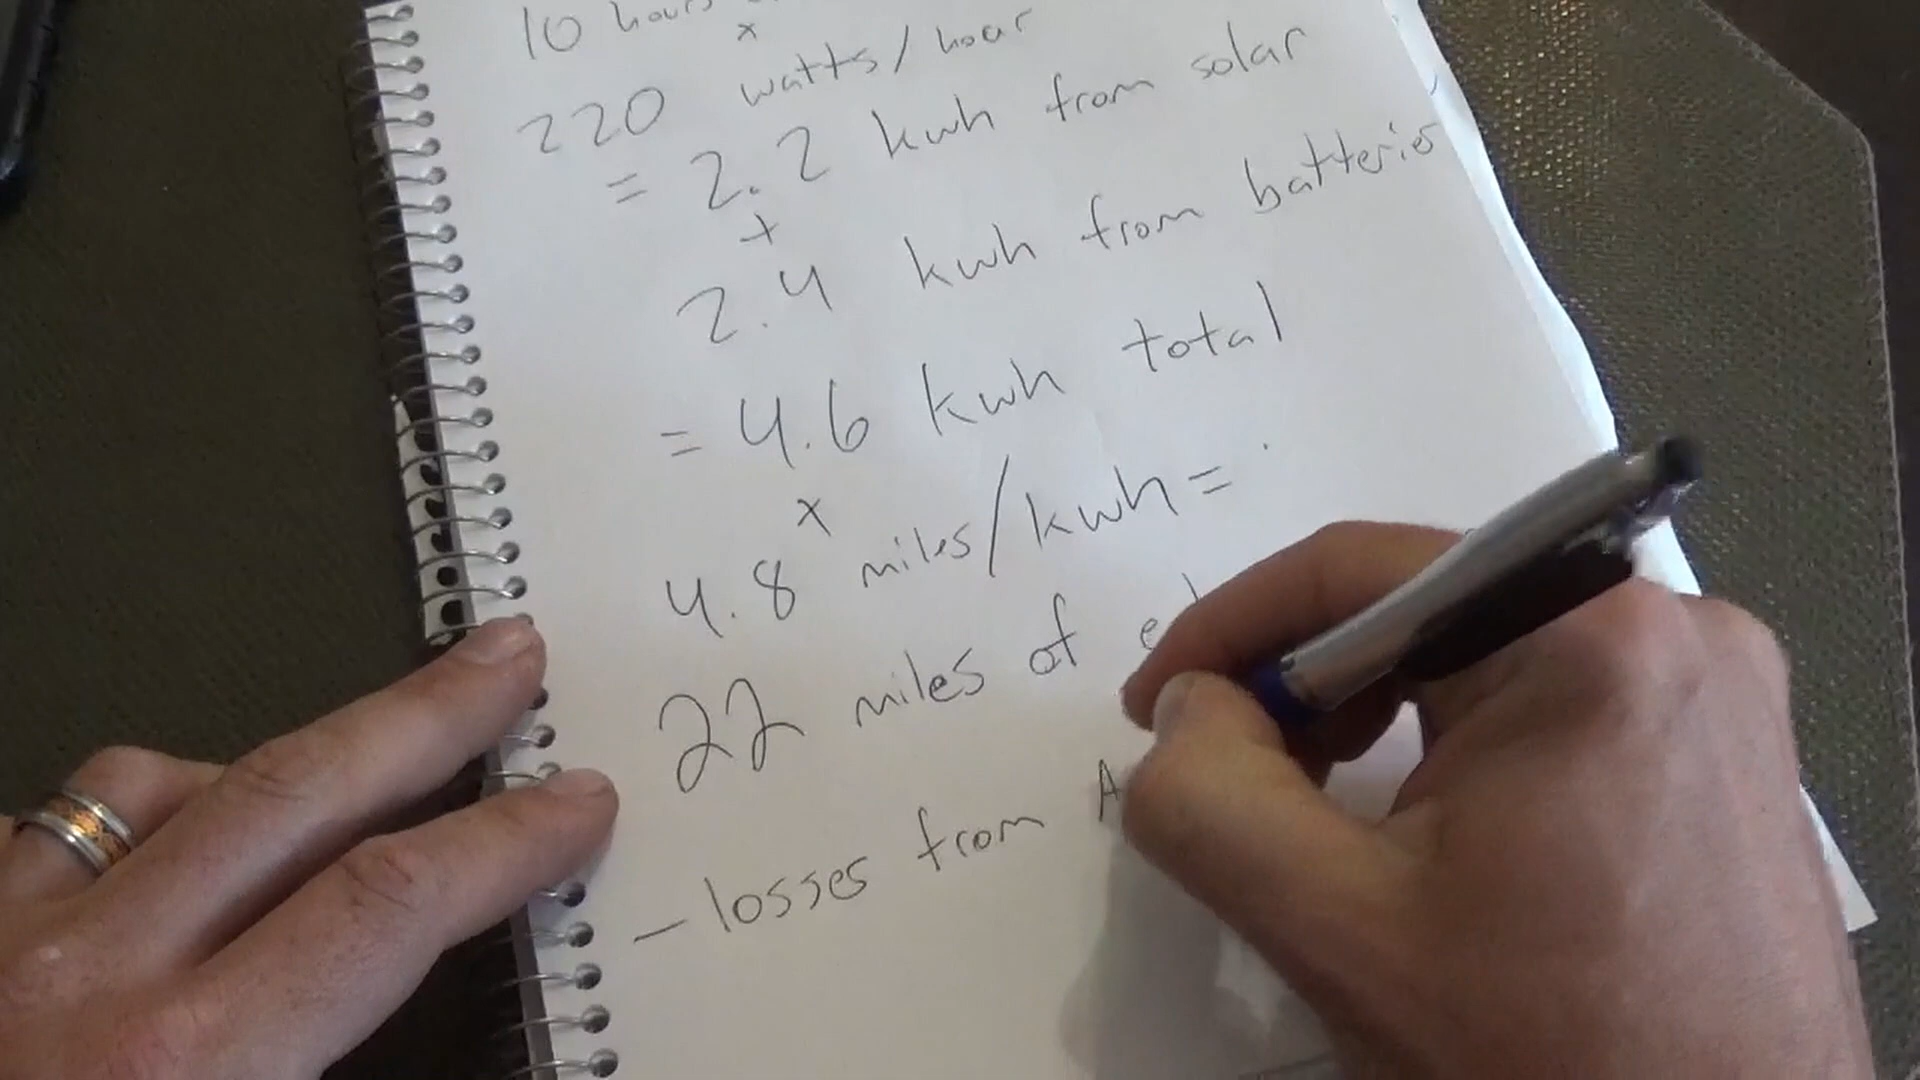 10 hours
x
220 watts/hour
= 2.2 kwh from solar
+
2.4 kwh from batteries
= 4.6 kwh total
x
4.8 miles/kwh =
22 miles of
- losses from